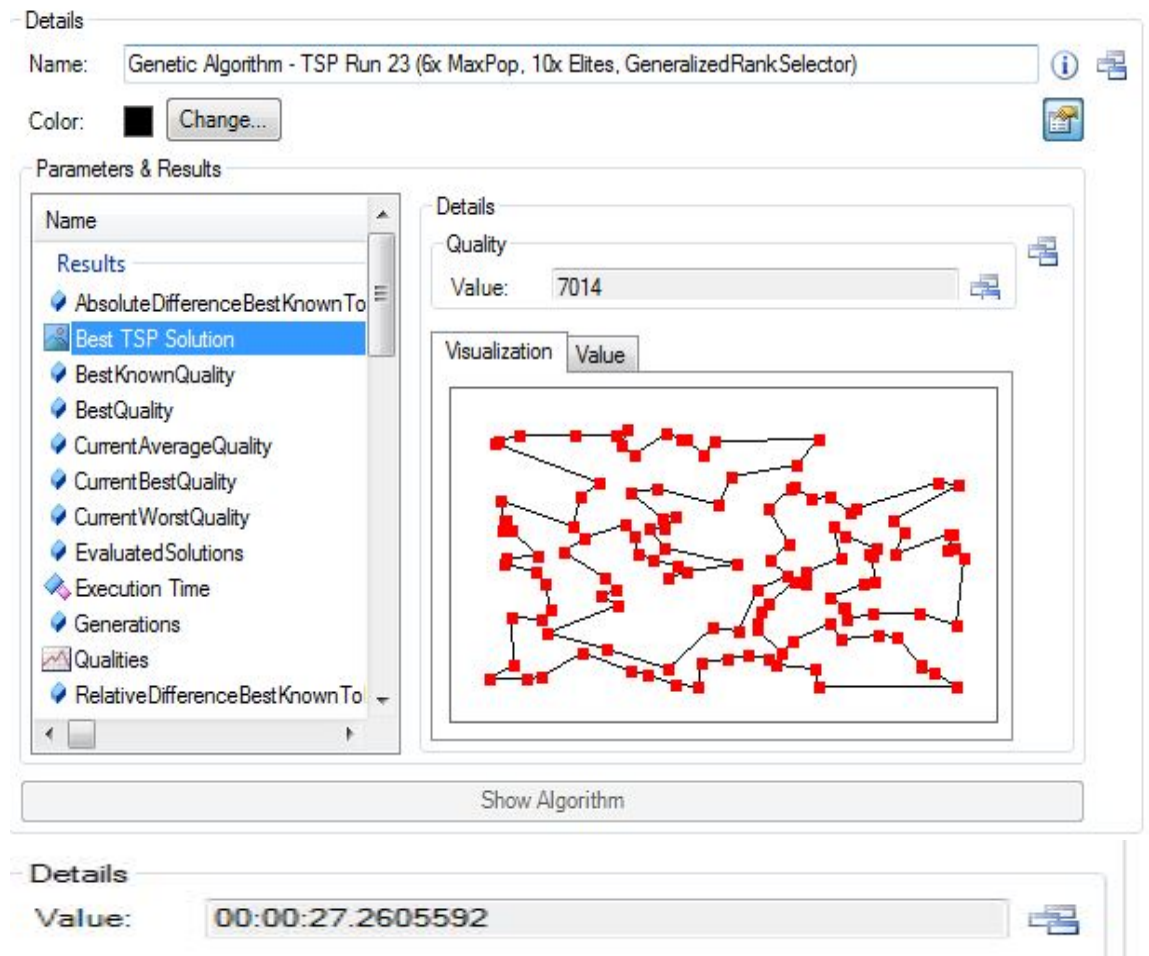 Details
Name: Genetic Algorithm - TSP Run 23 (6x MaxPop, 10x Elites, GeneralizedRankSelector)
Color: Change...
Parameters & Results
Name
Results
AbsoluteDifferenceBestKnownTo
Best TSP Solution
BestKnownQuality
BestQuality
CurrentAverageQuality
CurrentBestQuality
CurrentWorstQuality
EvaluatedSolutions
Execution Time
Generations
Qualities
RelativeDifferenceBestKnownTo
Details
Quality
Value: 7014
Visualization Value
Show Algorithm
Details
Value: 00:00:27.2605592